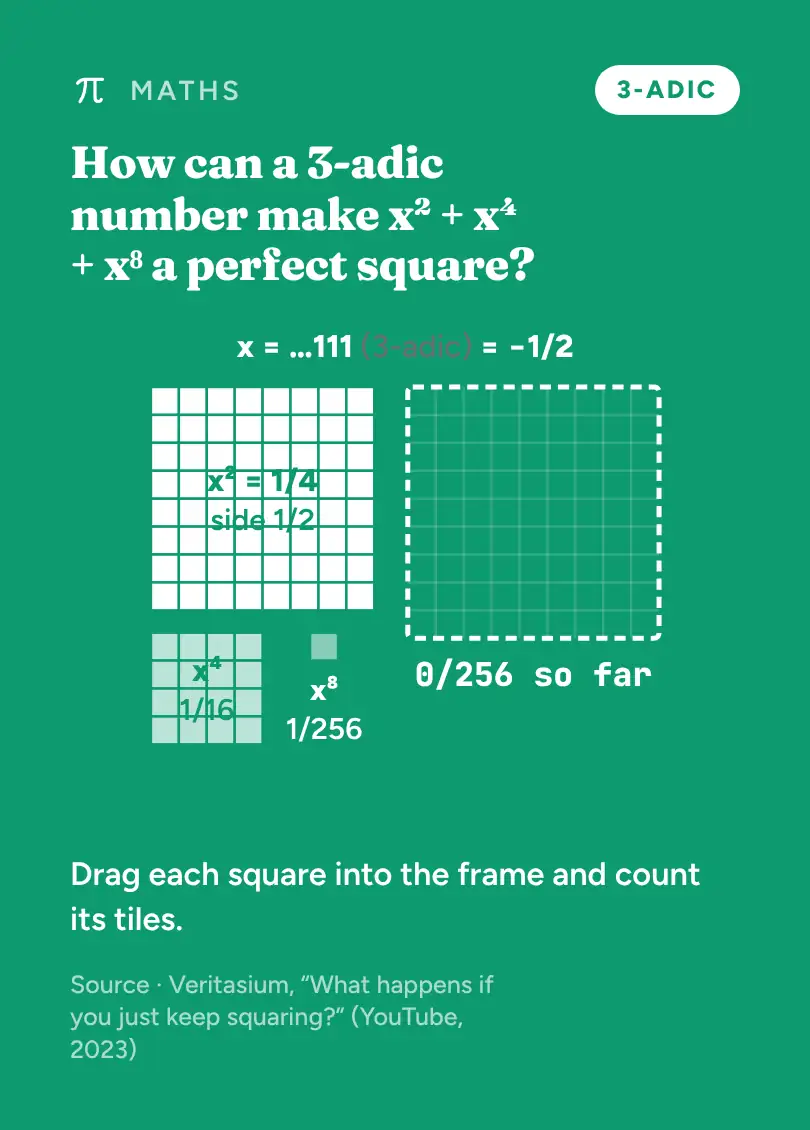 π MATHS
3-ADIC
How can a 3-adic
number make x² + x⁴
+ x⁸ a perfect square?
x = ...111 (3-adic) = −1/2
x² = 1/4
side 1/2
x⁴
1/16
x⁸
1/256
0/256 so far
Drag each square into the frame and count
its tiles.
Source · Veritasium, “What happens if
you just keep squaring?” (YouTube,
2023)